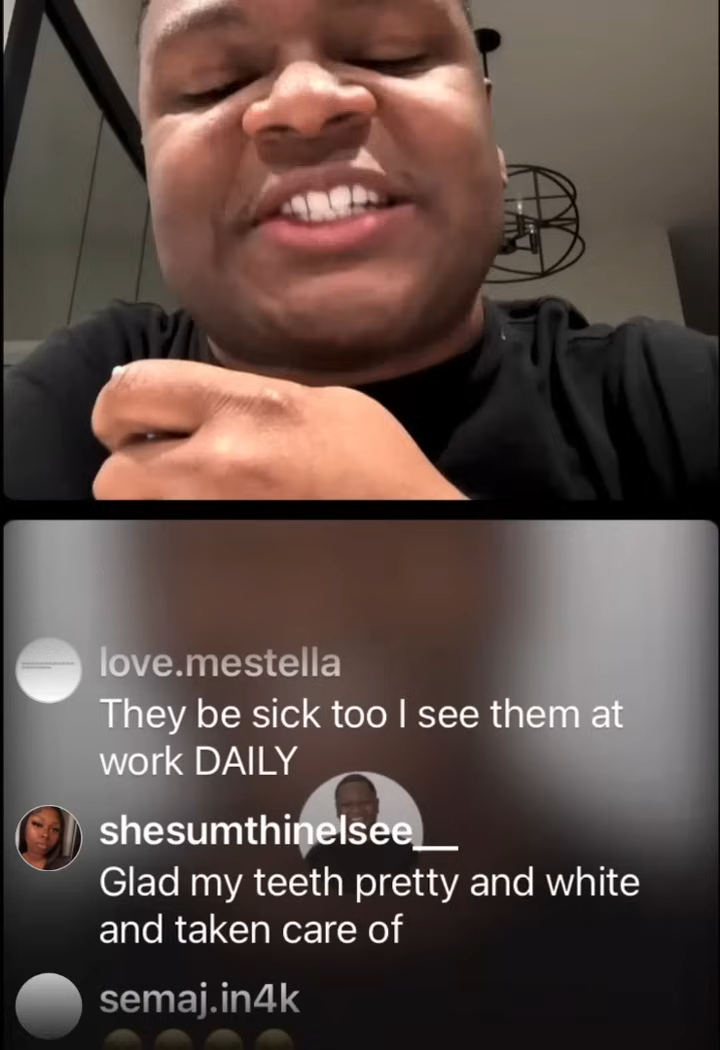 love.mestella
They be sick too I see them at
work DAILY
shesumthinelsee__
Glad my teeth pretty and white
and taken care of
semaj.in4k